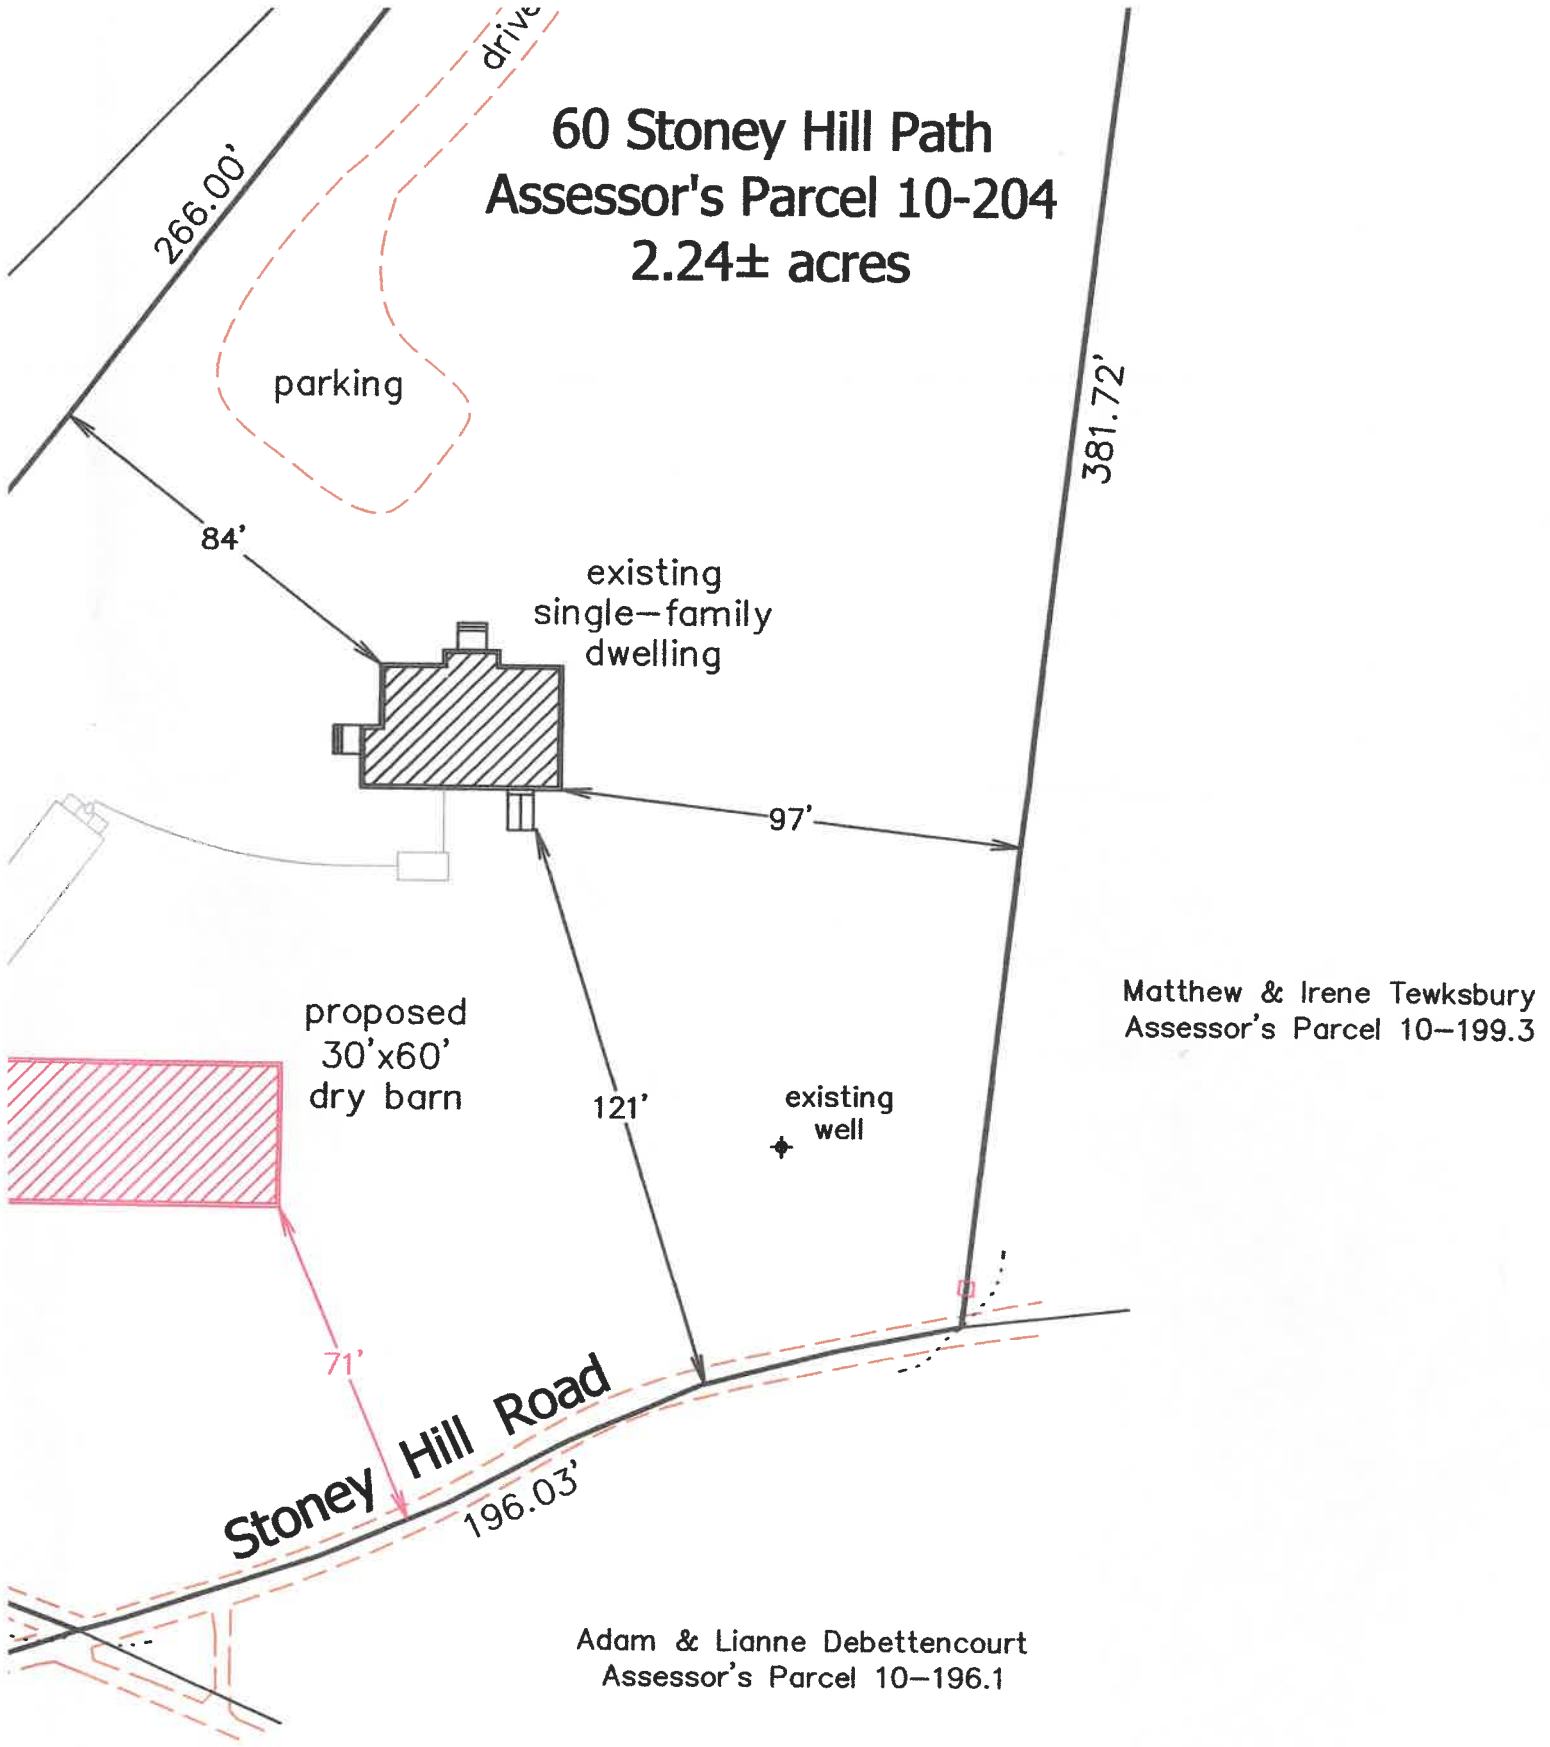 drive
60 Stoney Hill Path
Assessor's Parcel 10-204
2.24± acres
266.00'
parking
381.72'
84'
existing
single-family
dwelling
97'
Matthew & Irene Tewksbury
Assessor's Parcel 10-199.3
proposed
30'x60'
dry barn
121'
existing
well
71'
Stoney Hill Road
196.03'
Adam & Lianne Debettencourt
Assessor's Parcel 10-196.1